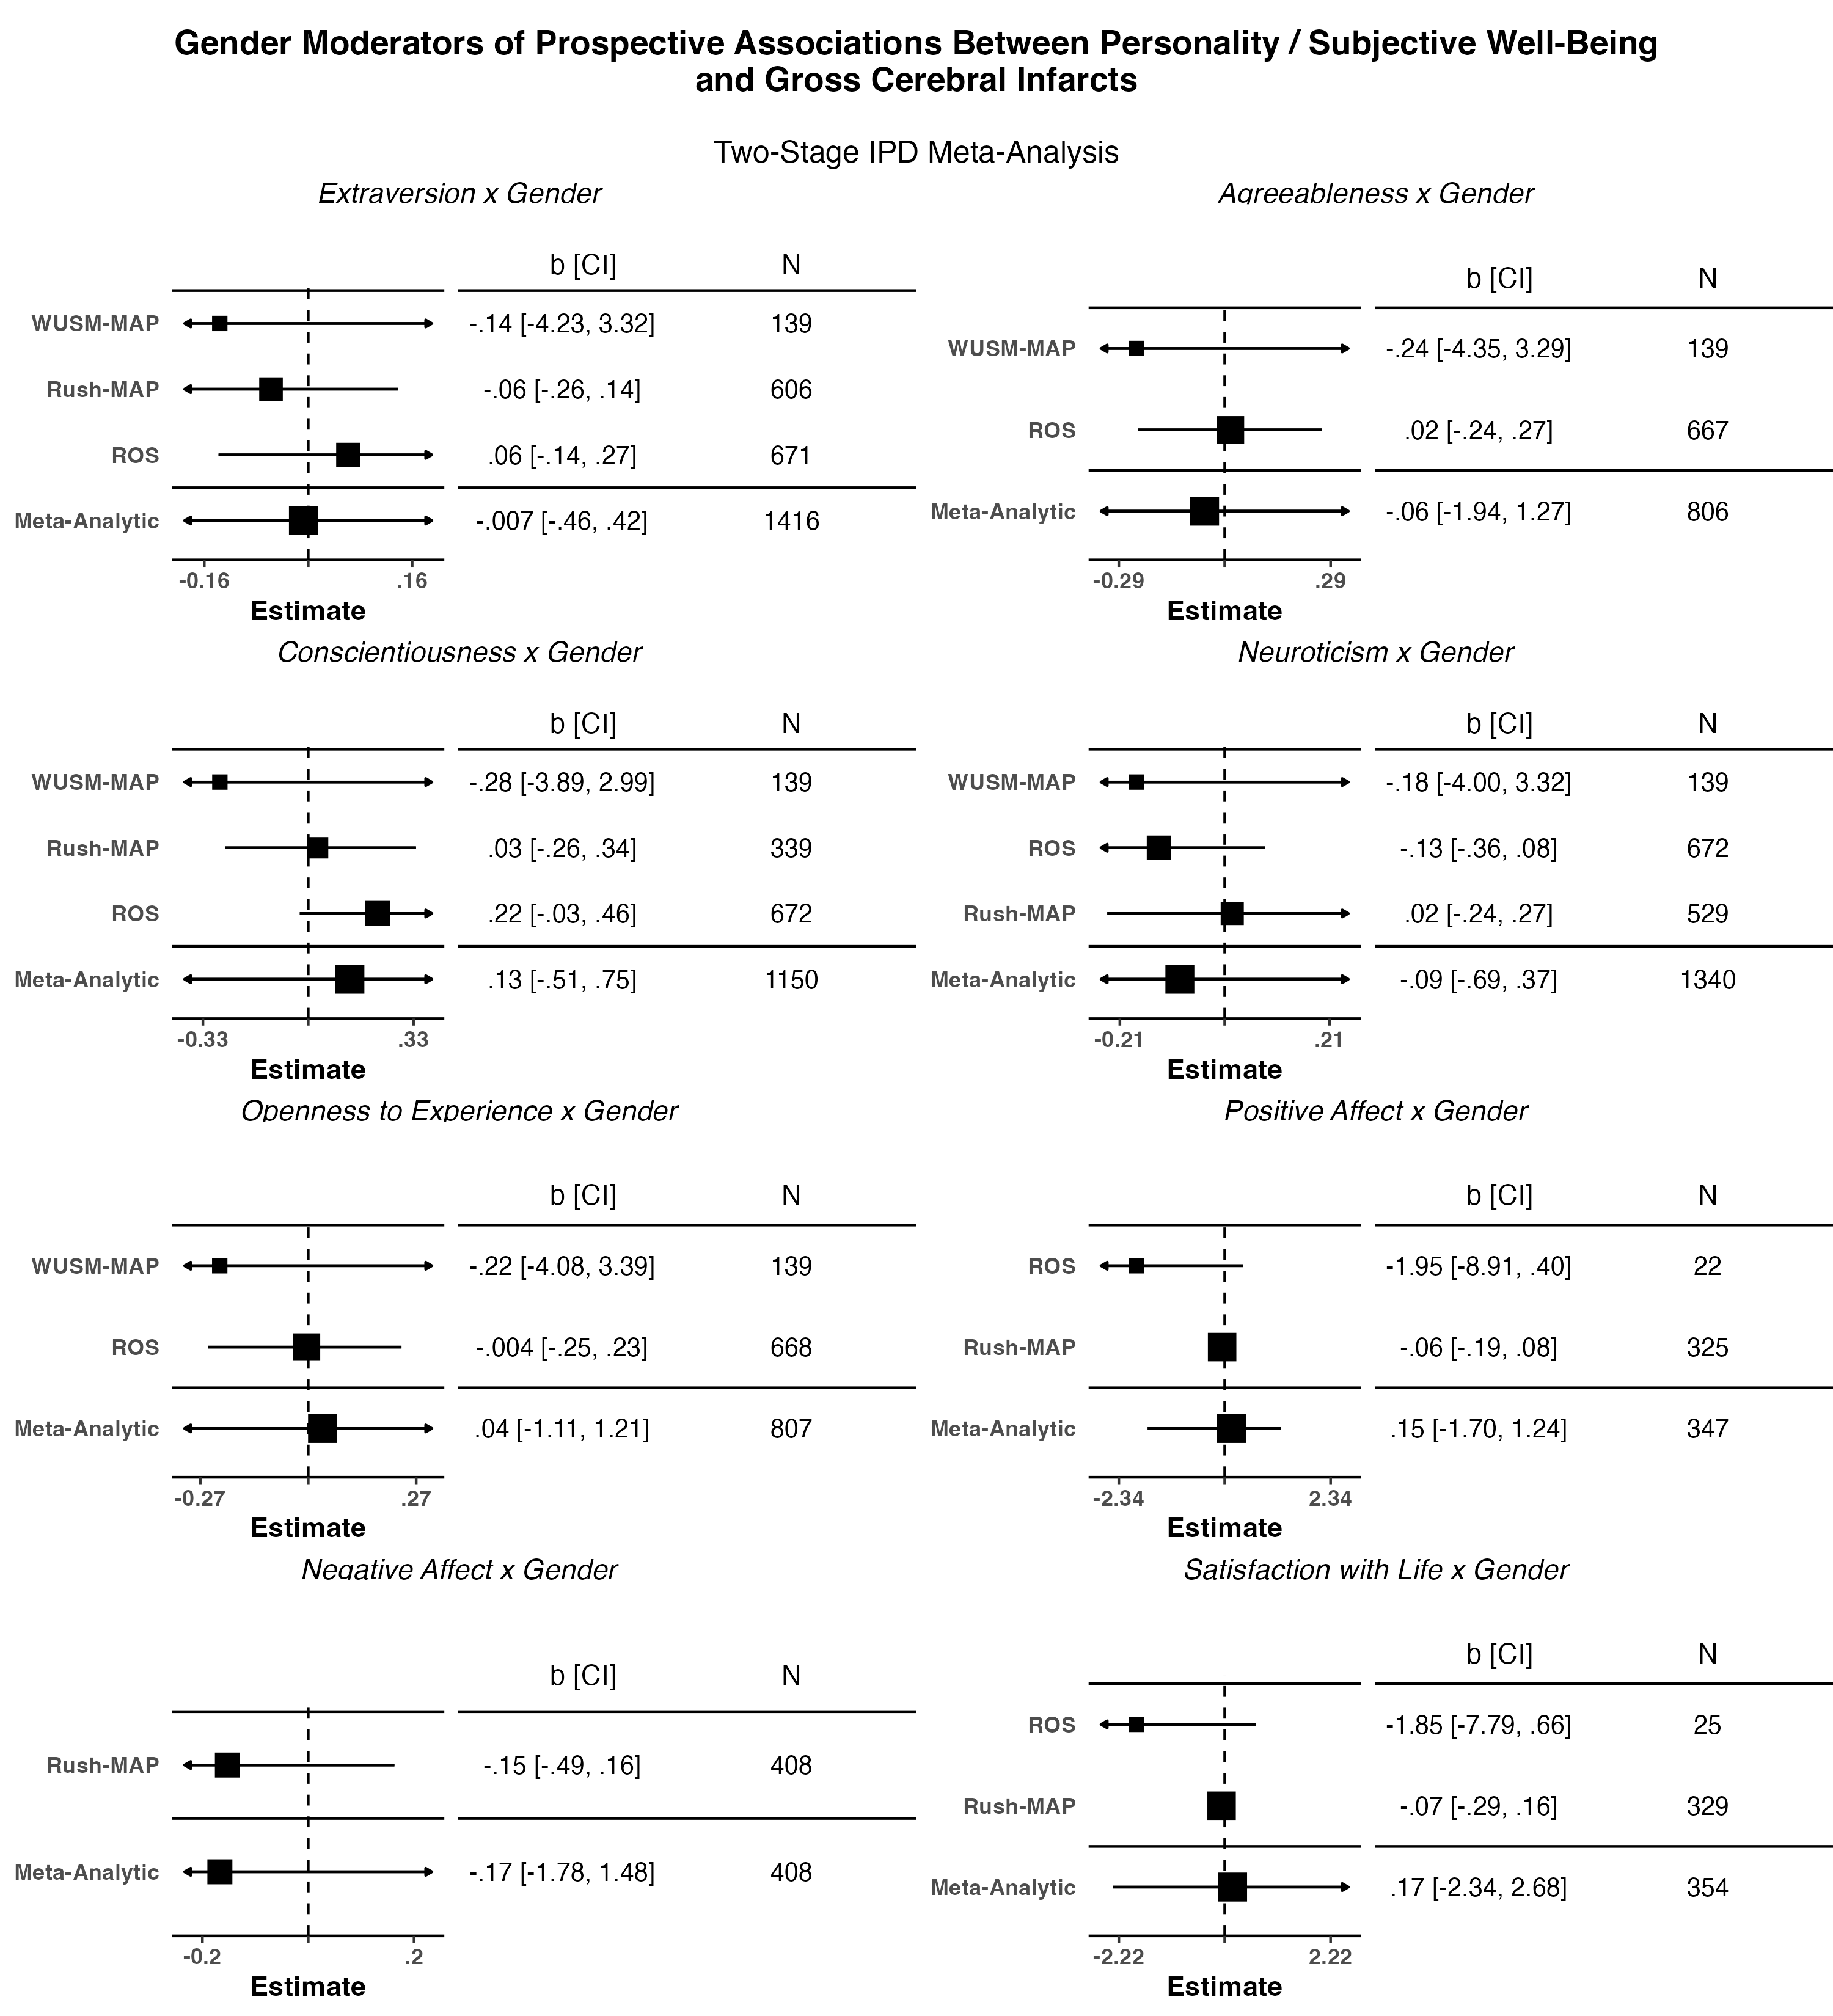 Gender Moderators of Prospective Associations Between Personality / Subjective Well-Being
and Gross Cerebral Infarcts
Two-Stage IPD Meta-Analysis
Extraversion x Gender
b [CI] N
WUSM-MAP -.14 [-4.23, 3.32] 139
Rush-MAP -.06 [-.26, .14] 606
ROS .06 [-.14, .27] 671
Meta-Analytic -.007 [-.46, .42] 1416
-0.16 .16
Estimate
Agreeableness x Gender
b [CI] N
WUSM-MAP -.24 [-4.35, 3.29] 139
ROS .02 [-.24, .27] 667
Meta-Analytic -.06 [-1.94, 1.27] 806
-0.29 .29
Estimate
Conscientiousness x Gender
b [CI] N
WUSM-MAP -.28 [-3.89, 2.99] 139
Rush-MAP .03 [-.26, .34] 339
ROS .22 [-.03, .46] 672
Meta-Analytic .13 [-.51, .75] 1150
-0.33 .33
Estimate
Neuroticism x Gender
b [CI] N
WUSM-MAP -.18 [-4.00, 3.32] 139
ROS -.13 [-.36, .08] 672
Rush-MAP .02 [-.24, .27] 529
Meta-Analytic -.09 [-.69, .37] 1340
-0.21 .21
Estimate
Openness to Experience x Gender
b [CI] N
WUSM-MAP -.22 [-4.08, 3.39] 139
ROS -.004 [-.25, .23] 668
Meta-Analytic .04 [-1.11, 1.21] 807
-0.27 .27
Estimate
Positive Affect x Gender
b [CI] N
ROS -1.95 [-8.91, .40] 22
Rush-MAP -.06 [-.19, .08] 325
Meta-Analytic .15 [-1.70, 1.24] 347
-2.34 2.34
Estimate
Negative Affect x Gender
b [CI] N
Rush-MAP -.15 [-.49, .16] 408
Meta-Analytic -.17 [-1.78, 1.48] 408
-0.2 .2
Estimate
Satisfaction with Life x Gender
b [CI] N
ROS -1.85 [-7.79, .66] 25
Rush-MAP -.07 [-.29, .16] 329
Meta-Analytic .17 [-2.34, 2.68] 354
-2.22 2.22
Estimate